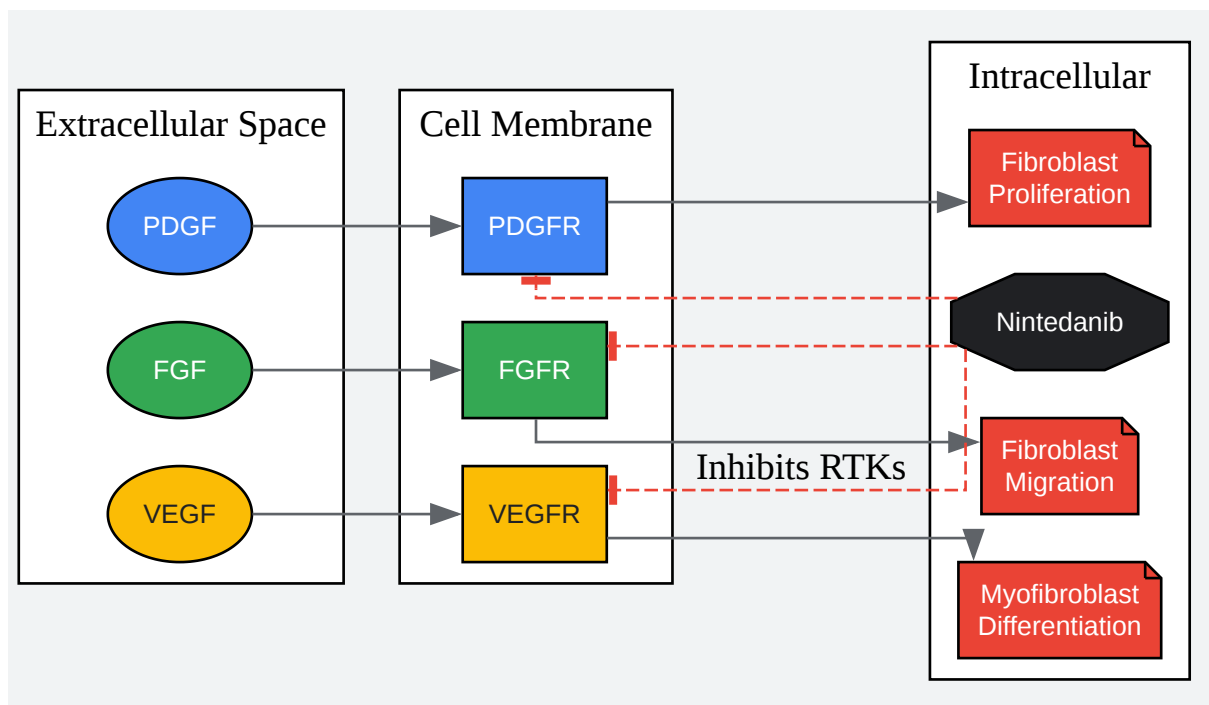 Extracellular Space
PDGF
FGF
VEGF
Cell Membrane
PDGFR
FGFR
VEGFR
Inhibits RTKs
Intracellular
Fibroblast
Proliferation
Nintedanib
Fibroblast
Migration
Myofibroblast
Differentiation